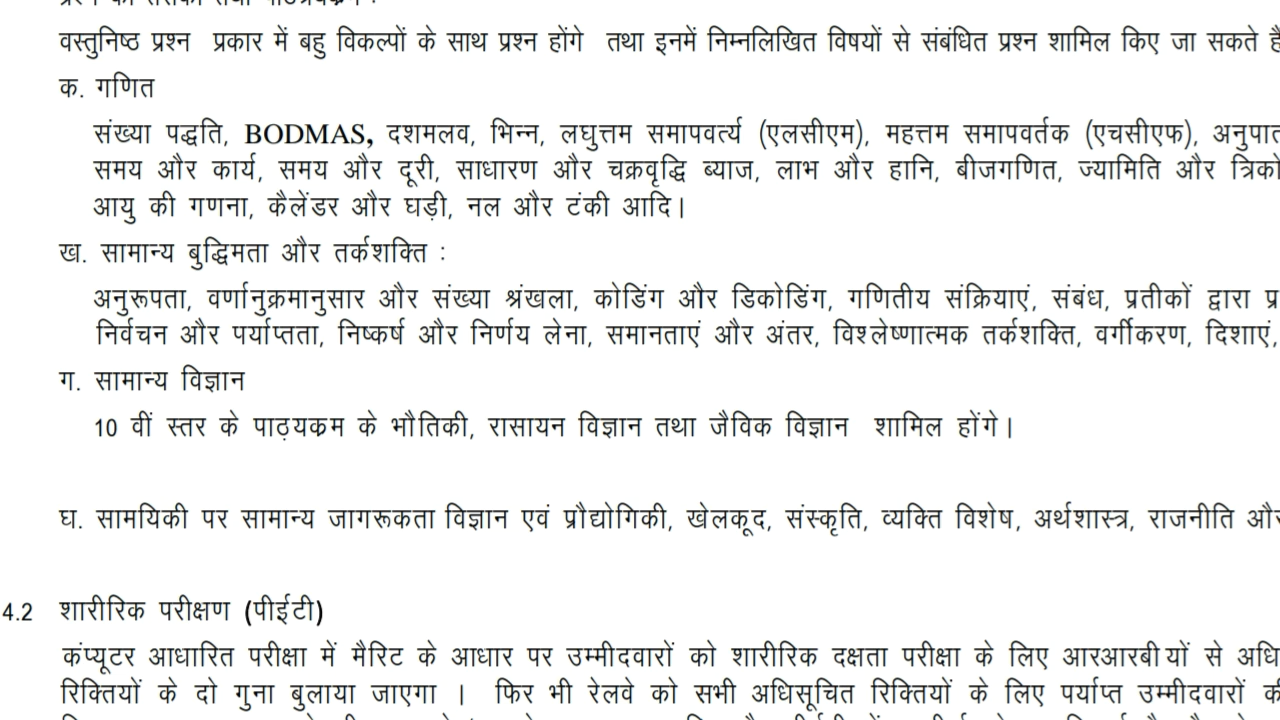 वस्तुनिष्ठ प्रश्न प्रकार में बहु विकल्पों के साथ प्रश्न होंगे तथा इनमें निम्नलिखित विषयों से संबंधित प्रश्न शामिल किए जा सकते
क. गणित
संख्या पद्धति, BODMAS, दशमलव, भिन्न, लघुत्तम समापवर्त्य (एलसीएम), महत्तम समापवर्तक (एचसीएफ), अनुपात
समय और कार्य, समय और दूरी, साधारण और चक्रवृद्धि ब्याज, लाभ और हानि, बीजगणित, ज्यामिति और
आयु की गणना, कैलेंडर और घड़ी, नल और टंकी आदि।
ख. सामान्य बुद्धिमता और तर्कशक्ति :
अनुरूपता, वर्णानुक्रमानुसार और संख्या श्रंखला, कोडिंग और डिकोडिंग, गणितीय संक्रियाएं, संबंध, प्रतीकों द्वारा
निर्वचन और पर्याप्तता, निष्कर्ष और निर्णय लेना, समानताएं और अंतर, विश्लेष्णात्मक तर्कशक्ति, वर्गीकरण, दिशाएं,
ग. सामान्य विज्ञान
10 वीं स्तर के पाठ्यक्रम के भौतिकी, रासायन विज्ञान तथा जैविक विज्ञान शामिल होंगे।
घ. सामयिकी पर सामान्य जागरूकता विज्ञान एवं प्रौद्योगिकी, खेलकूद, संस्कृति, व्यक्ति विशेष, अर्थशास्त्र, राजनीति और
4.2 शारीरिक परीक्षण (पीईटी)
कंप्यूटर आधारित परीक्षा में मैरिट के आधार पर उम्मीदवारों को शारीरिक दक्षता परीक्षा के लिए आरआरबीयों से
रिक्तियों के दो गुना बुलाया जाएगा । फिर भी रेलवे को सभी अधिसूचित रिक्तियों के लिए पर्याप्त उम्मीदवारों